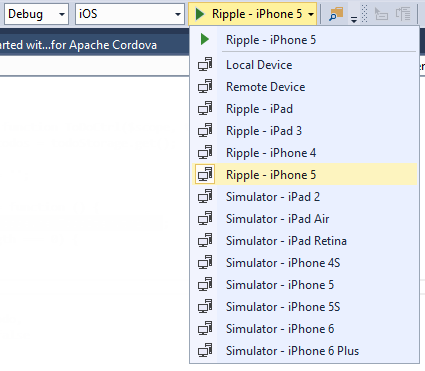 Debug iOS Ripple - iPhone 5
arted wit...for Apache Cordova
Ripple - iPhone 5
Local Device
Remote Device
Ripple - iPad
Ripple - iPad 3
Ripple - iPhone 4
Ripple - iPhone 5
Simulator - iPad 2
Simulator - iPad Air
Simulator - iPad Retina
Simulator - iPhone 4S
Simulator - iPhone 5
Simulator - iPhone 5S
Simulator - iPhone 6
Simulator - iPhone 6 Plus